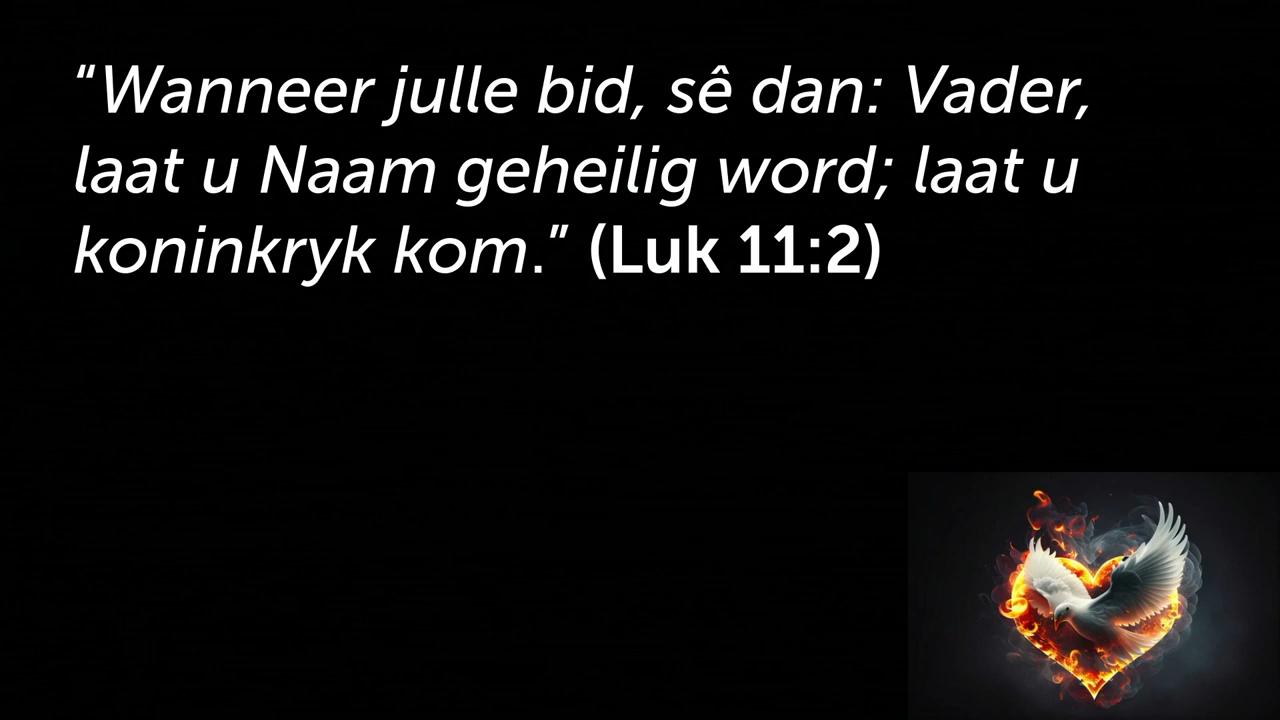 “Wanneer julle bid, sê dan: Vader,
laat u Naam geheilig word; laat u
koninkryk kom.” (Luk 11:2)